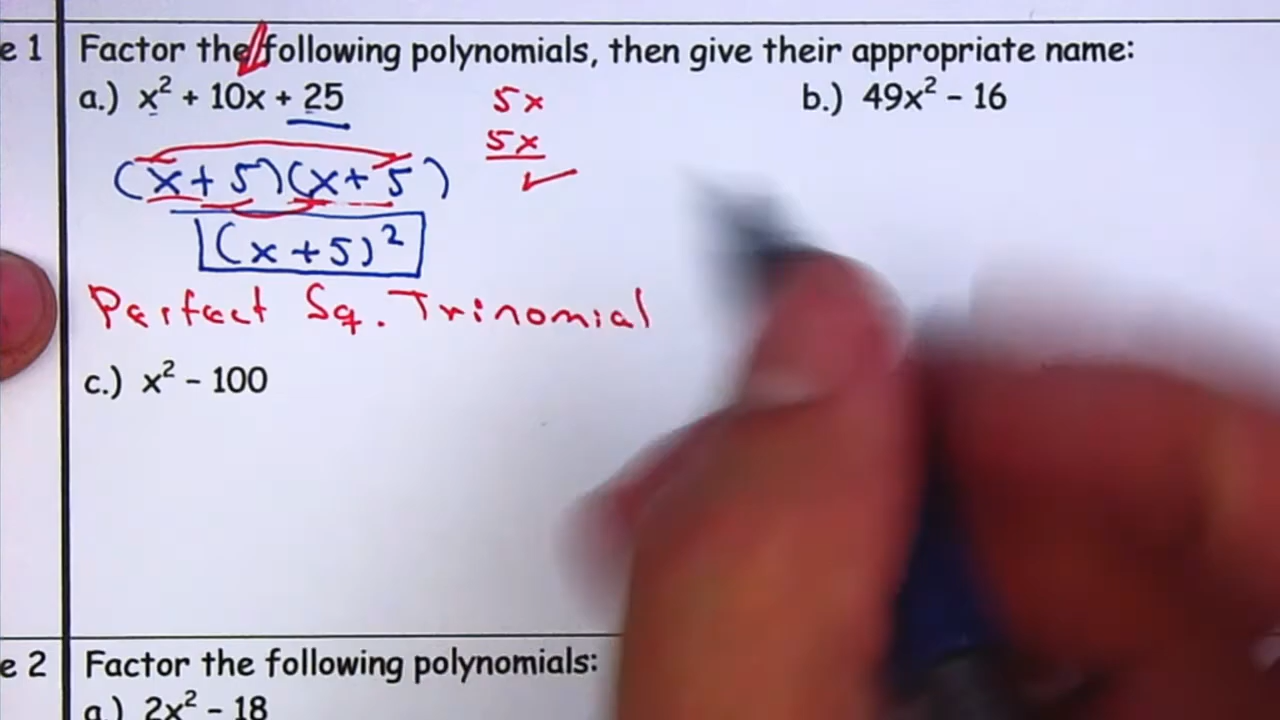 e 1 Factor the following polynomials, then give their appropriate name:
a.) x² + 10x + 25
5x
b.) 49x² - 16
5x
(x + 5)(x + 5)
(x + 5)²
Perfect Sq. Trinomial
c.) x² - 100
e 2 Factor the following polynomials:
a.) 2x² - 18